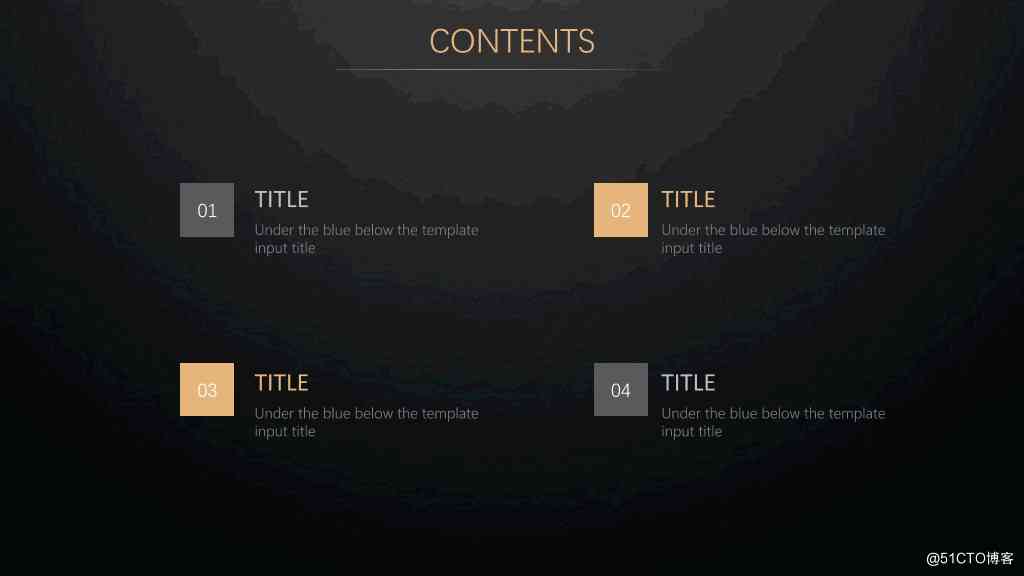 CONTENTS
01
TITLE
Under the blue below the template
input title
02
TITLE
Under the blue below the template
input title
03
TITLE
Under the blue below the template
input title
04
TITLE
Under the blue below the template
input title
@51CTO博客